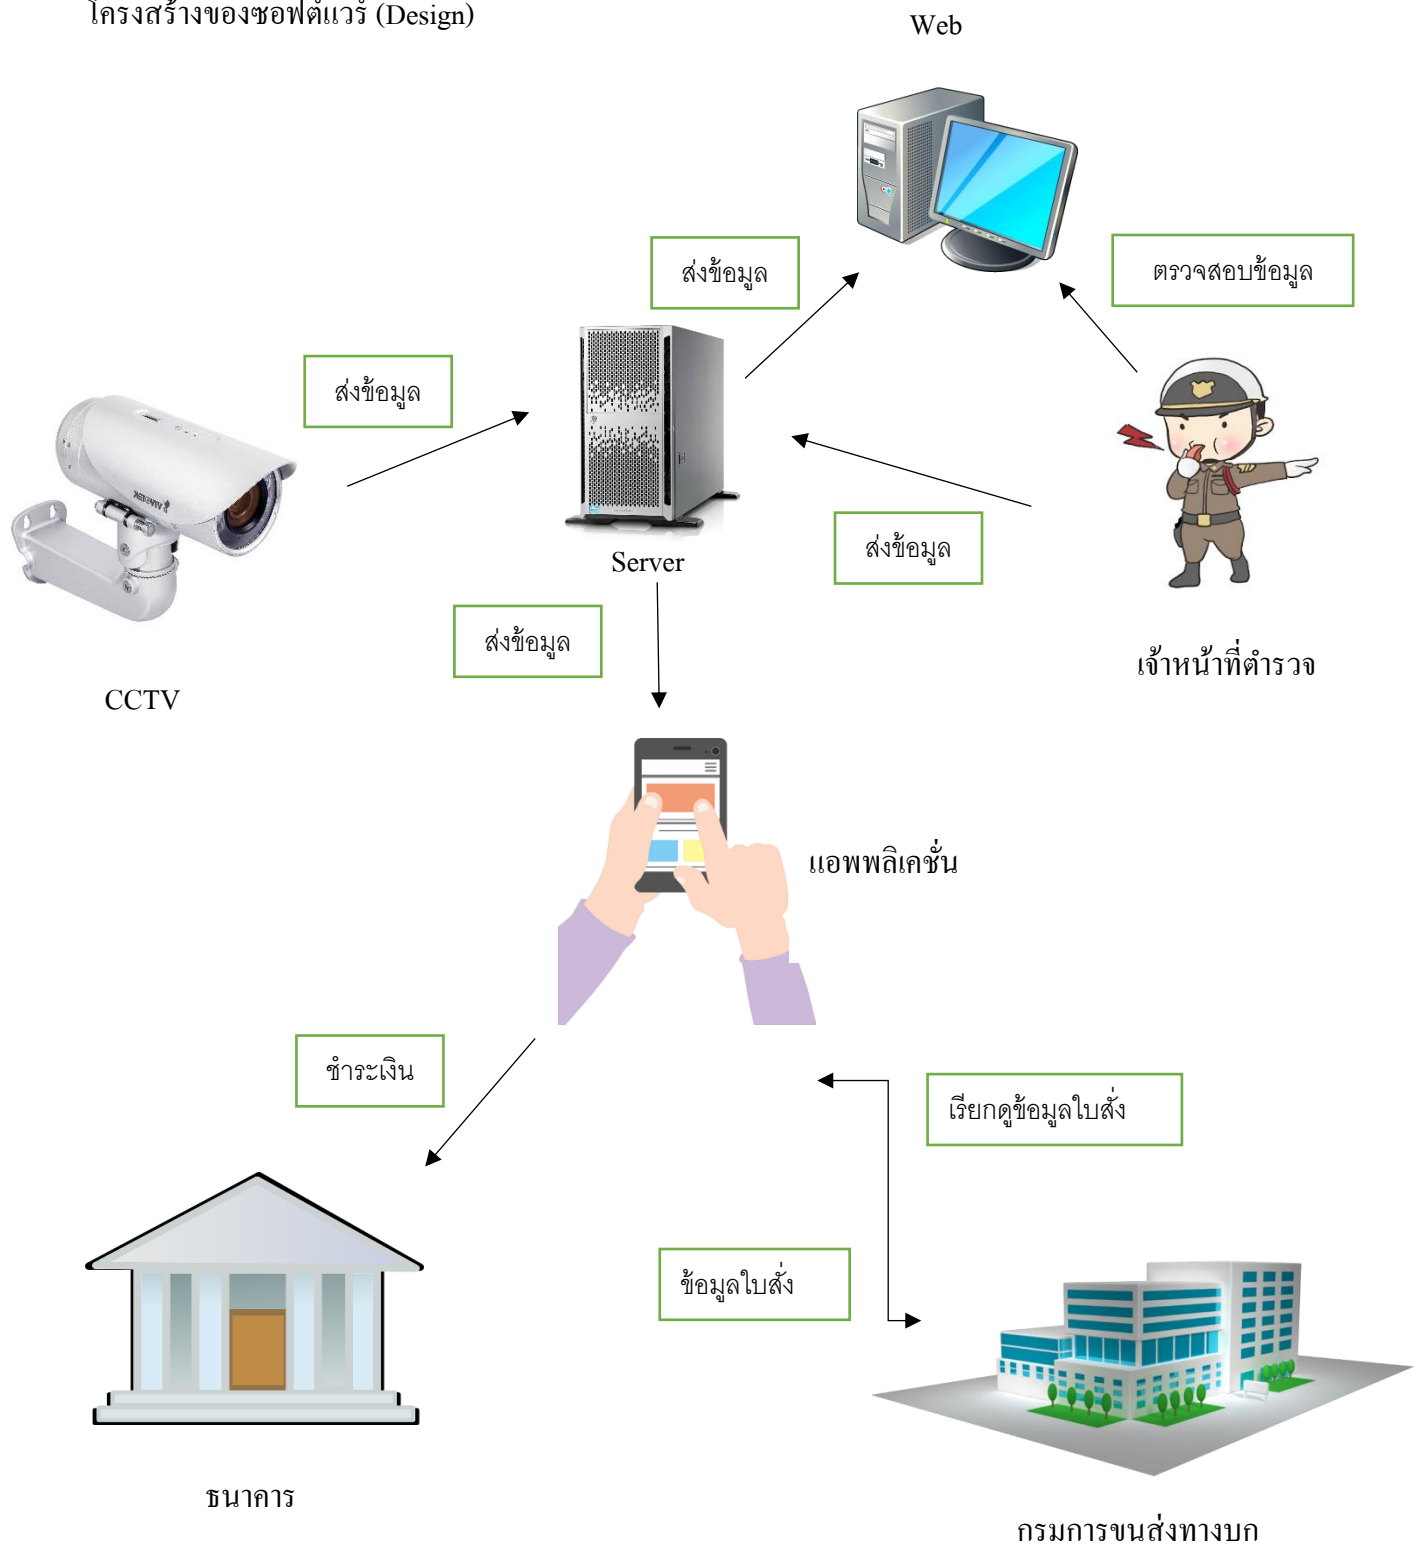 โครงสร้างของซอฟต์แวร์ (Design)
Web
ส่งข้อมูล
ตรวจสอบข้อมูล
ส่งข้อมูล
ส่งข้อมูล
Server
ส่งข้อมูล
เจ้าหน้าที่ตำรวจ
CCTV
แอพพลิเคชั่น
ชำระเงิน
เรียกดูข้อมูลใบสั่ง
ข้อมูลใบสั่ง
ธนาคาร
กรมการขนส่งทางบก